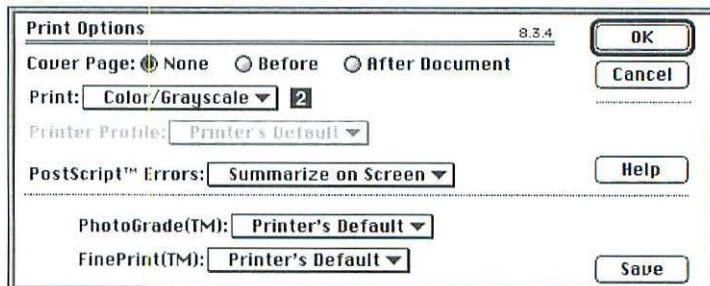 Print Options 8.3.4 OK
Cover Page: None Before After Document
Cancel
Print: Color/Grayscale 2
Printer Profile: Printer's Default
PostScript™ Errors: Summarize on Screen Help
PhotoGrade(TM): Printer's Default
FinePrint(TM): Printer's Default
Save